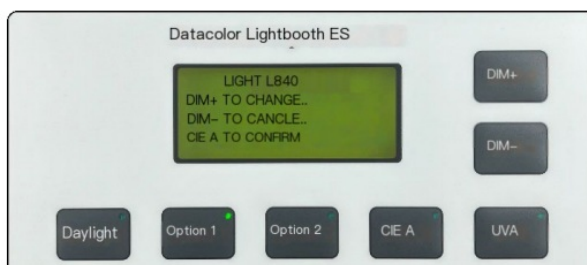 Datacolor Lightbooth ES
LIGHT L840
DIM+ TO CHANGE..
DIM– TO CANCLE..
CIE A TO CONFIRM
DIM+
DIM–
Daylight
Option 1
Option 2
CIE A
UVA